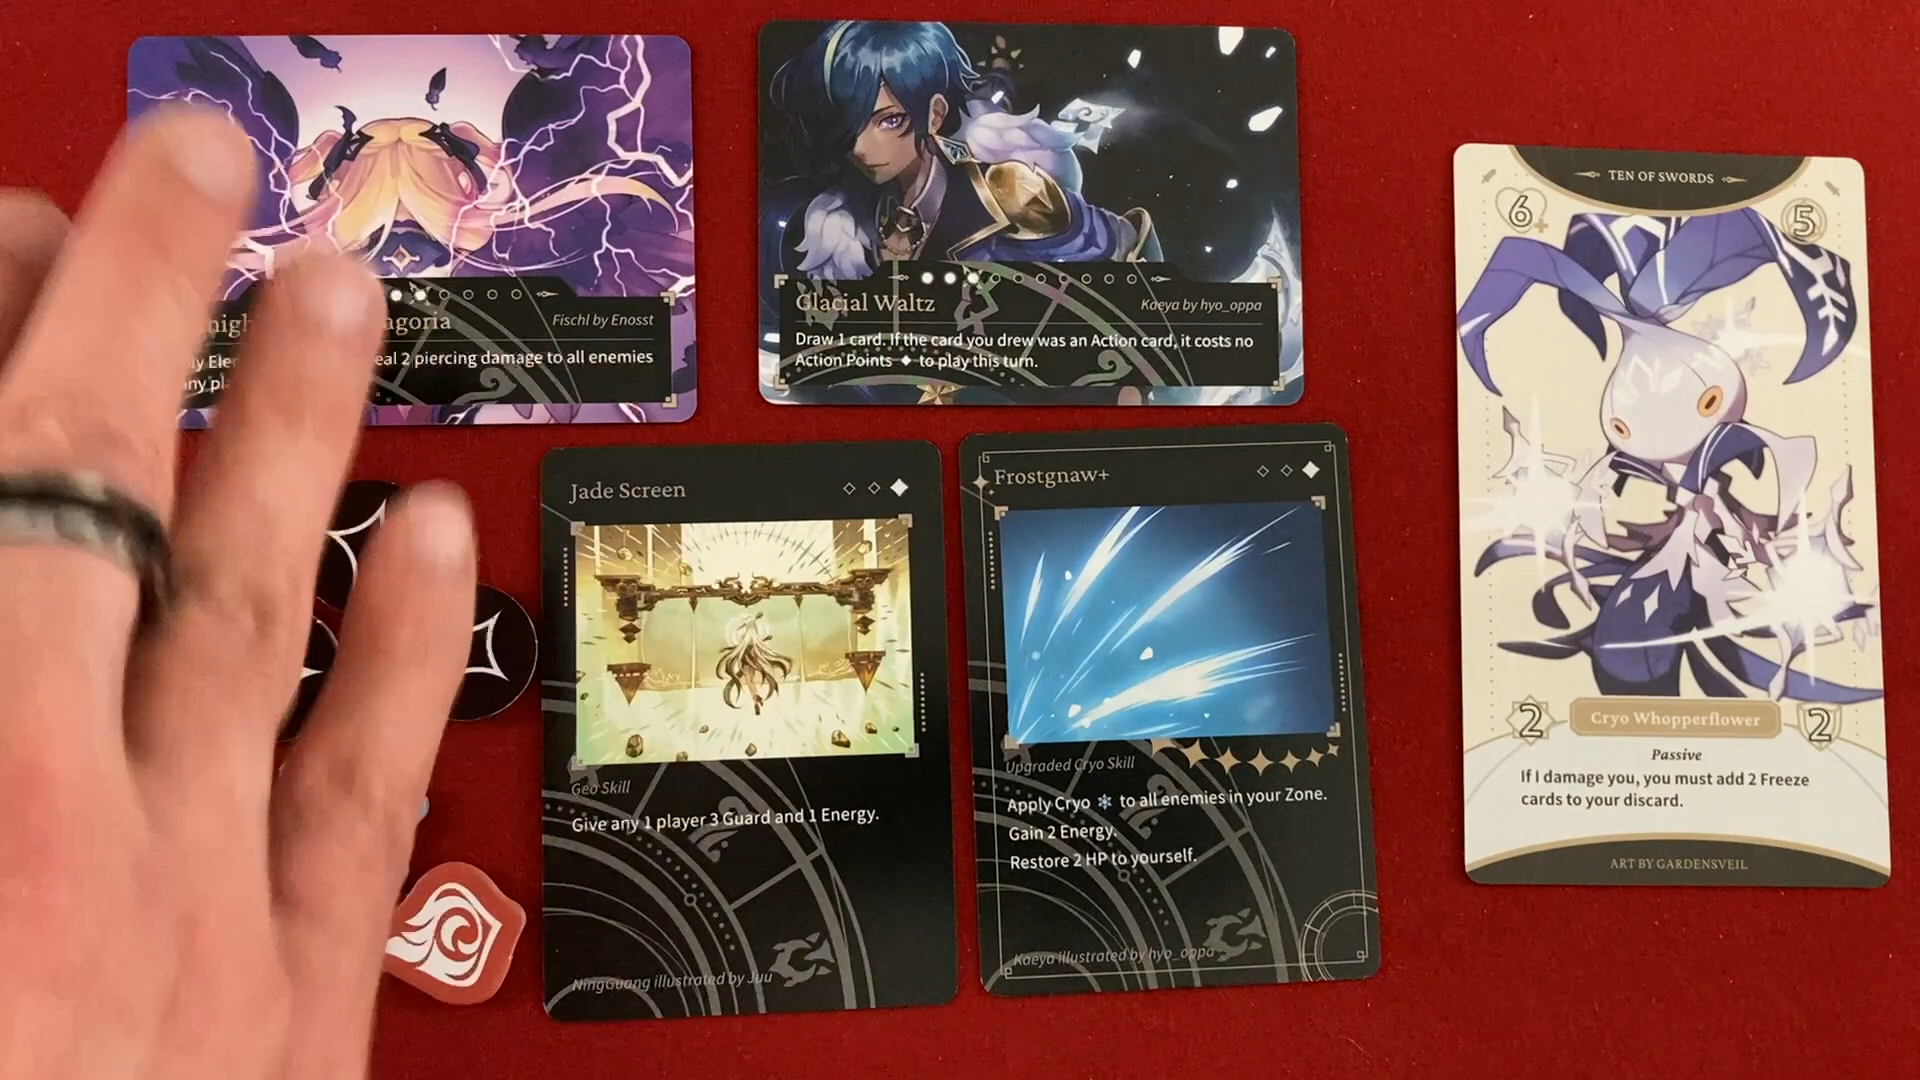 Fischl by Enosst
eal 2 piercing damage to all enemies
Glacial Waltz
Kaeya by hyo_oppa
Draw 1 card. If the card you drew was an Action card, it costs no
Action Points ◆ to play this turn.
TEN OF SWORDS
6+
5
2
Cryo Whopperflower
2
Passive
If I damage you, you must add 2 Freeze
cards to your discard.
ART BY GARDENSVEIL
Jade Screen
Geo Skill
Give any 1 player 3 Guard and 1 Energy.
NingGuang illustrated by Juu
Frostgnaw+
Upgraded Cryo Skill
Apply Cryo ❄ to all enemies in your Zone.
Gain 2 Energy.
Restore 2 HP to yourself.
Kaeya illustrated by hyo_oppa